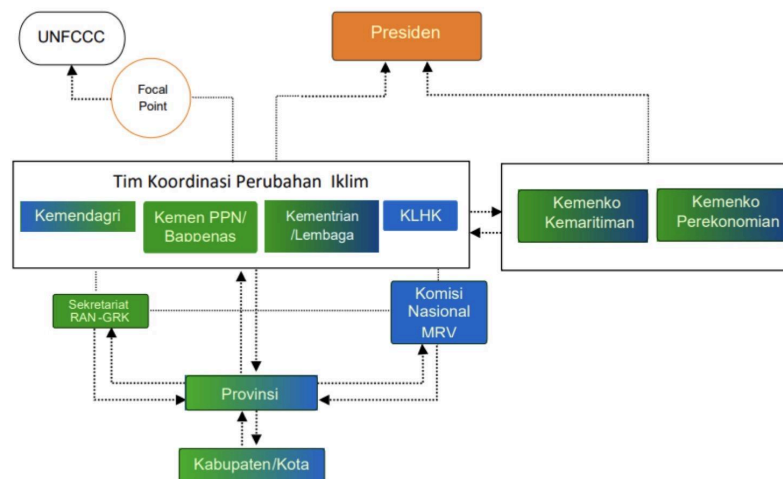 UNFCCC
Presiden
Focal
Point
Tim Koordinasi Perubahan Iklim
Kemendagri
Kemen PPN/
Bappenas
Kementrian
/Lembaga
KLHK
Kemenko
Kemaritiman
Kemenko
Perekonomian
Sekretariat
RAN-GRK
Komisi
Nasional
MRV
Provinsi
Kabupaten/Kota